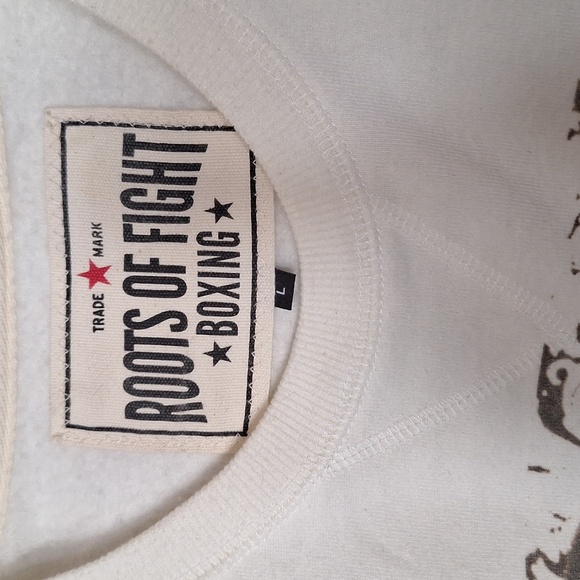 TRADE ★ MARK
ROOTS OF FIGHT
★ BOXING ★
L